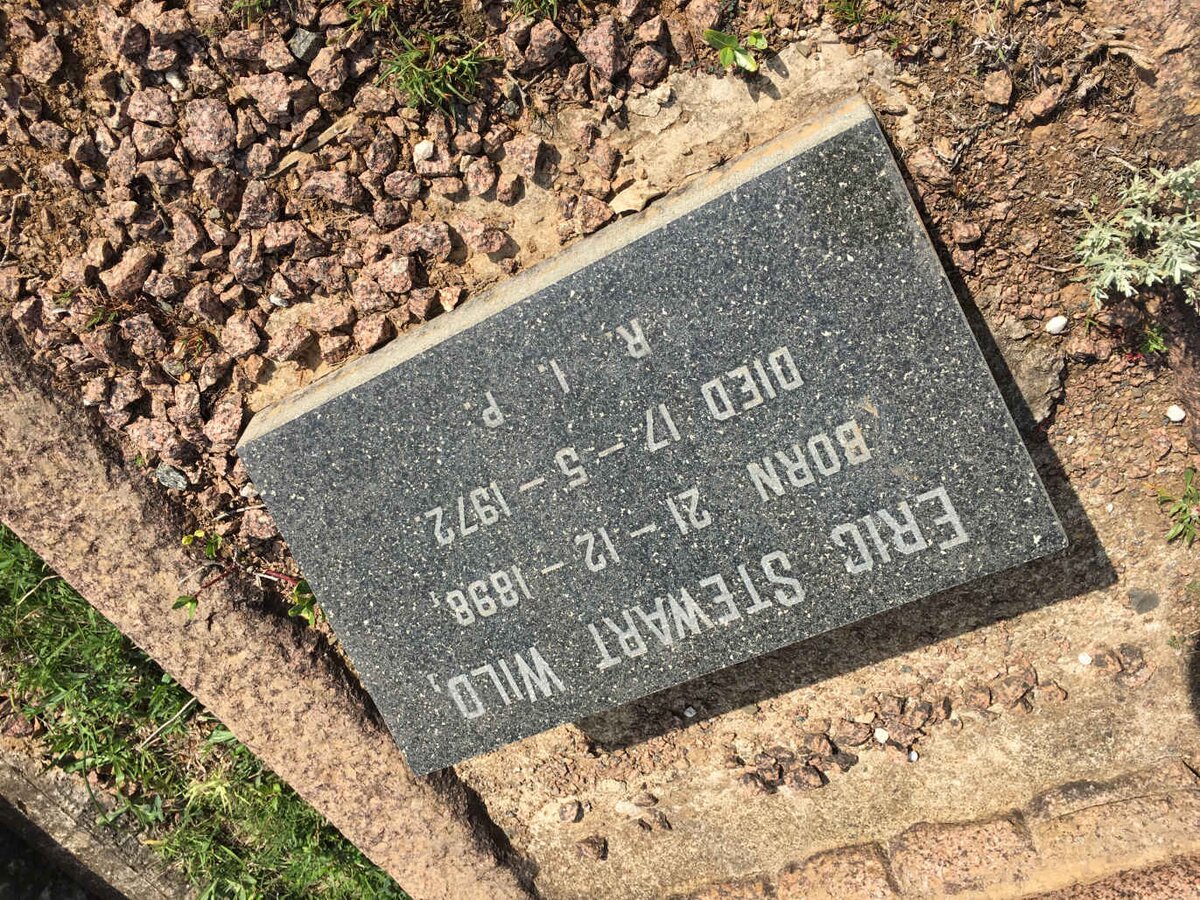 ERIC STEWART WILD,
BORN 21 – 12 – 1898,
DIED 17 – 5 – 1972
R. I. P.